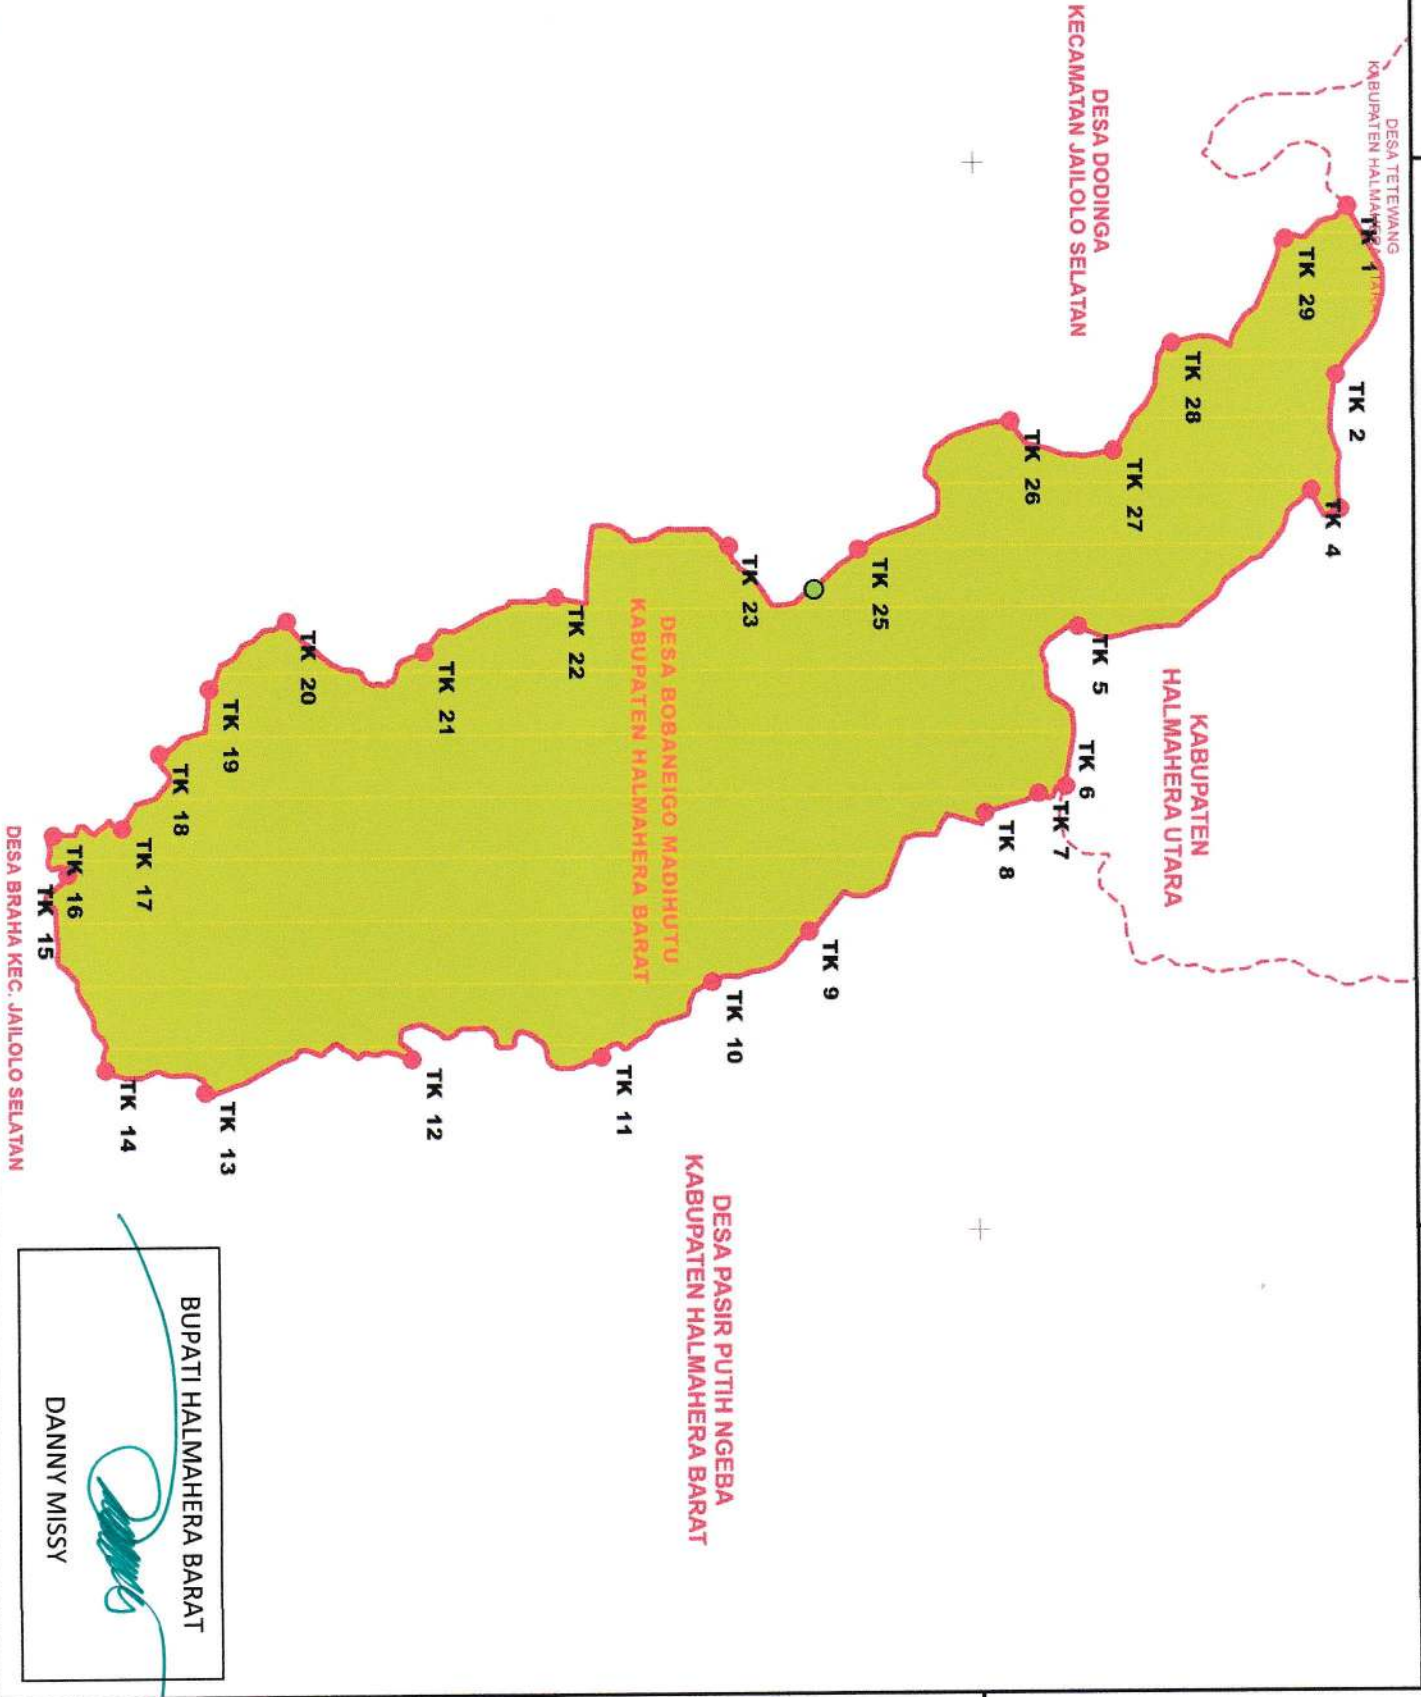 DESA TETEWANG
KABUPATEN HALMAHERA UTARA
DESA DODINGA
KECAMATAN JAILOLO SELATAN
KABUPATEN
HALMAHERA UTARA
DESA BOBANEIGO MADIHUTU
KABUPATEN HALMAHERA BARAT
DESA PASIR PUTIH NGEBA
KABUPATEN HALMAHERA BARAT
DESA BRAHA KEC. JAILOLO SELATAN
TK 1
TK 2
TK 4
TK 5
TK 6
TK 7
TK 8
TK 9
TK 10
TK 11
TK 12
TK 13
TK 14
TK 15
TK 16
TK 17
TK 18
TK 19
TK 20
TK 21
TK 22
TK 23
TK 25
TK 26
TK 27
TK 28
TK 29
BUPATI HALMAHERA BARAT
DANNY MISSY